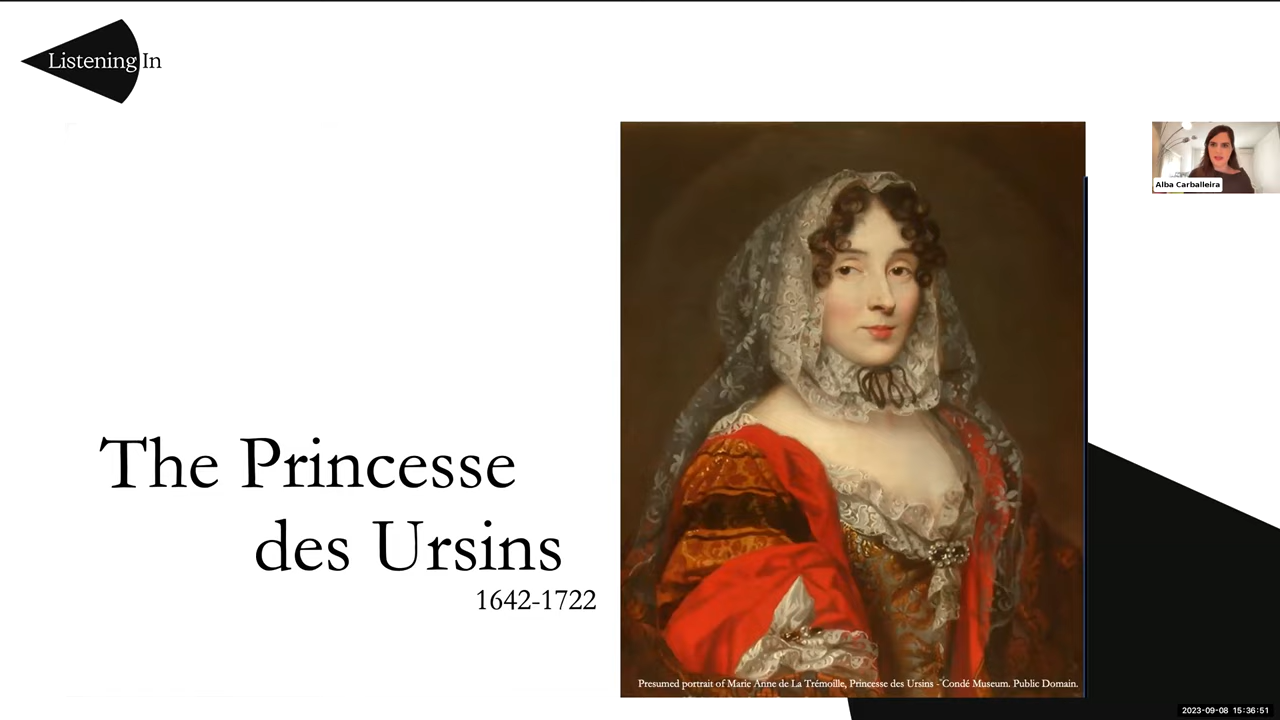 Listening In
Alba Carballeira
The Princesse
des Ursins
1642-1722
Presumed portrait of Marie Anne de La Trémoille, Princesse des Ursins - Condé Museum. Public Domain.
2023-09-08 15:36:51